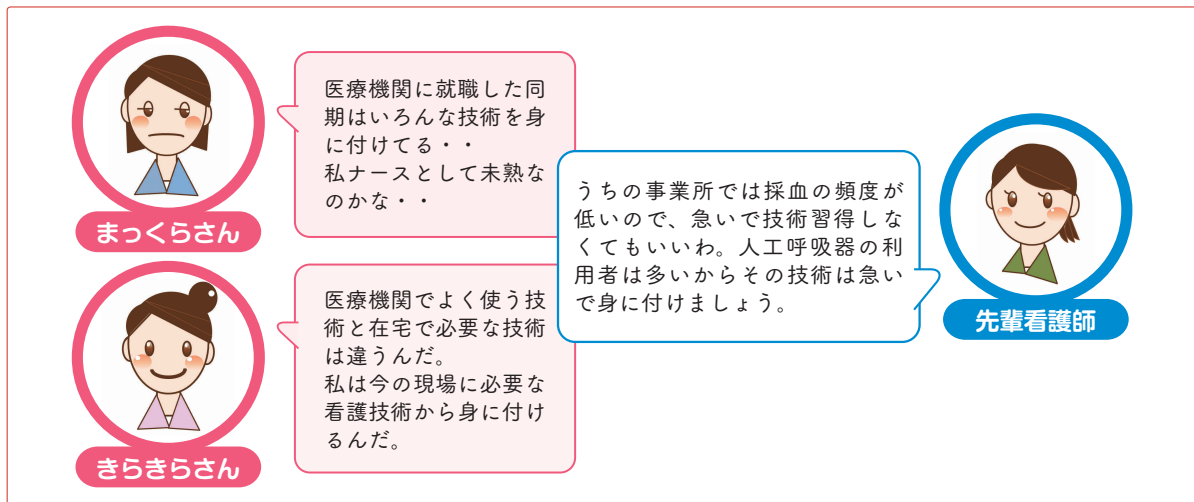 医療機関に就職した同
期はいろんな技術を身
に付けてる・・
私ナースとして未熟な
のかな・・
まっくらさん
うちの事業所では採血の頻度が
低いので、急いで技術習得しな
くてもいいわ。人工呼吸器の利
用者は多いからその技術は急い
で身に付けましょう。
先輩看護師
医療機関でよく使う技
術と在宅で必要な技術
は違うんだ。
私は今の現場に必要な
看護技術から身に付け
るんだ。
きらきらさん